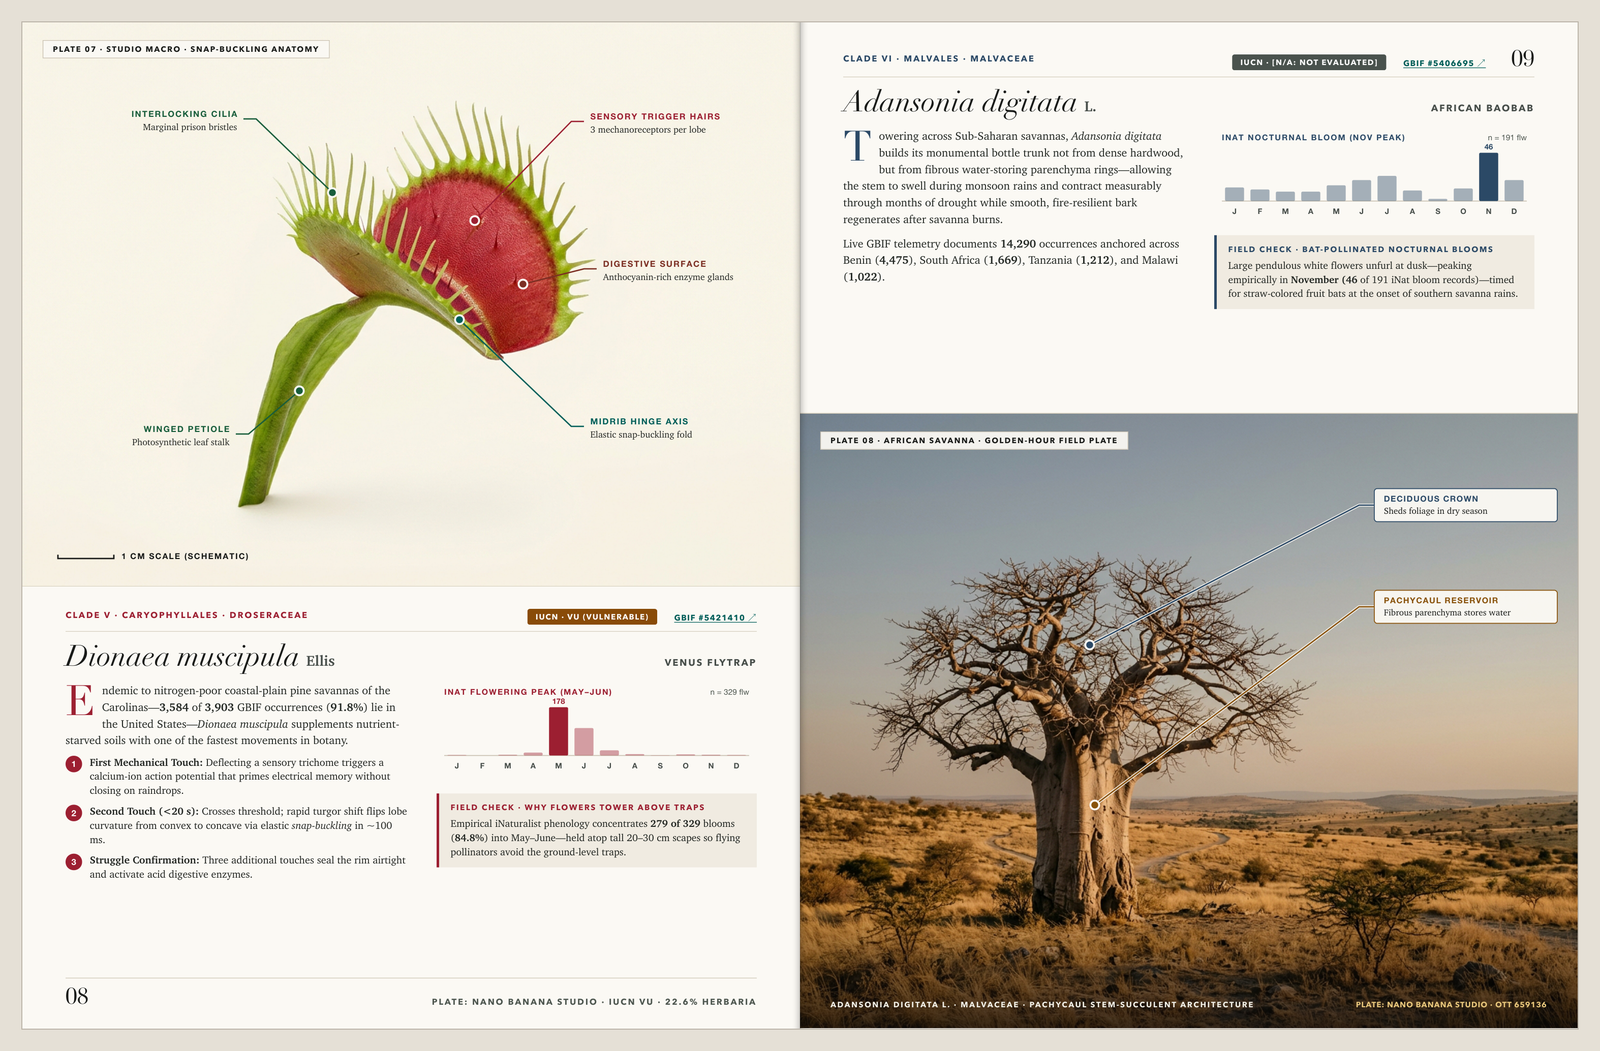 PLATE 07 · STUDIO MACRO · SNAP-BUCKLING ANATOMY
INTERLOCKING CILIA
Marginal prison bristles
SENSORY TRIGGER HAIRS
3 mechanoreceptors per lobe
DIGESTIVE SURFACE
Anthocyanin-rich enzyme glands
WINGED PETIOLE
Photosynthetic leaf stalk
MIDRIB HINGE AXIS
Elastic snap-buckling fold
1 CM SCALE (SCHEMATIC)
CLADE V · CARYOPHYLLALES · DROSERACEAE
IUCN · VU (VULNERABLE)
GBIF #5421410 ↗
Dionaea muscipula Ellis
VENUS FLYTRAP
Endemic to nitrogen-poor coastal-plain pine savannas of the
Carolinas—3,584 of 3,903 GBIF occurrences (91.8%) lie in
the United States—Dionaea muscipula supplements nutrient-
starved soils with one of the fastest movements in botany.
1 First Mechanical Touch: Deflecting a sensory trichome triggers a
calcium-ion action potential that primes electrical memory without
closing on raindrops.
2 Second Touch (<20 s): Crosses threshold; rapid turgor shift flips lobe
curvature from convex to concave via elastic snap-buckling in ~100
ms.
3 Struggle Confirmation: Three additional touches seal the rim airtight
and activate acid digestive enzymes.
INAT FLOWERING PEAK (MAY–JUN)
n = 329 flw
178
J F M A M J J A S O N D
FIELD CHECK · WHY FLOWERS TOWER ABOVE TRAPS
Empirical iNaturalist phenology concentrates 279 of 329 blooms
(84.8%) into May–June—held atop tall 20–30 cm scapes so flying
pollinators avoid the ground-level traps.
08
PLATE: NANO BANANA STUDIO · IUCN VU · 22.6% HERBARIA
CLADE VI · MALVALES · MALVACEAE
IUCN · [N/A: NOT EVALUATED]
GBIF #5406695 ↗
09
Adansonia digitata L.
AFRICAN BAOBAB
Towering across Sub-Saharan savannas, Adansonia digitata
builds its monumental bottle trunk not from dense hardwood,
but from fibrous water-storing parenchyma rings—allowing
the stem to swell during monsoon rains and contract measurably
through months of drought while smooth, fire-resilient bark
regenerates after savanna burns.
Live GBIF telemetry documents 14,290 occurrences anchored across
Benin (4,475), South Africa (1,669), Tanzania (1,212), and Malawi
(1,022).
INAT NOCTURNAL BLOOM (NOV PEAK)
n = 191 flw
46
J F M A M J J A S O N D
FIELD CHECK · BAT-POLLINATED NOCTURNAL BLOOMS
Large pendulous white flowers unfurl at dusk—peaking
empirically in November (46 of 191 iNat bloom records)—timed
for straw-colored fruit bats at the onset of southern savanna rains.
PLATE 08 · AFRICAN SAVANNA · GOLDEN-HOUR FIELD PLATE
DECIDUOUS CROWN
Sheds foliage in dry season
PACHYCAUL RESERVOIR
Fibrous parenchyma stores water
ADANSONIA DIGITATA L. · MALVACEAE · PACHYCAUL STEM-SUCCULENT ARCHITECTURE
PLATE: NANO BANANA STUDIO · OTT 659136